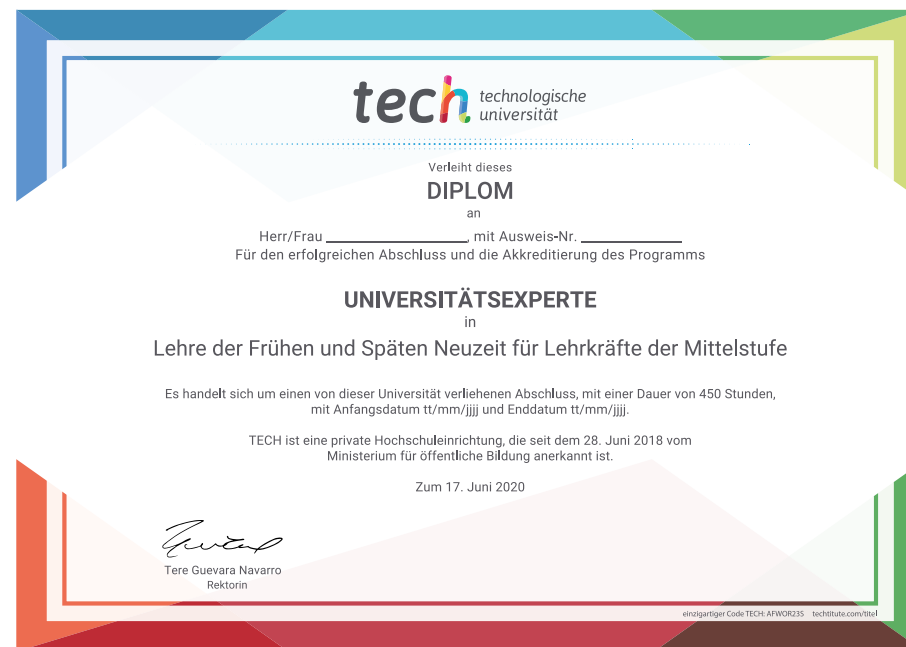 tech technologische
universität
Verleiht dieses
DIPLOM
an
Herr/Frau ____________, mit Ausweis-Nr. ____________
Für den erfolgreichen Abschluss und die Akkreditierung des Programms
UNIVERSITÄTSEXPERTE
in
Lehre der Frühen und Späten Neuzeit für Lehrkräfte der Mittelstufe
Es handelt sich um einen von dieser Universität verliehenen Abschluss, mit einer Dauer von 450 Stunden,
mit Anfangsdatum tt/mm/jjjj und Enddatum tt/mm/jjjj.
TECH ist eine private Hochschuleinrichtung, die seit dem 28. Juni 2018 vom
Ministerium für öffentliche Bildung anerkannt ist.
Zum 17. Juni 2020
Tere Guevara Navarro
Rektorin
einzigartiger Code TECH: AFWOR23S techtitute.com/titel